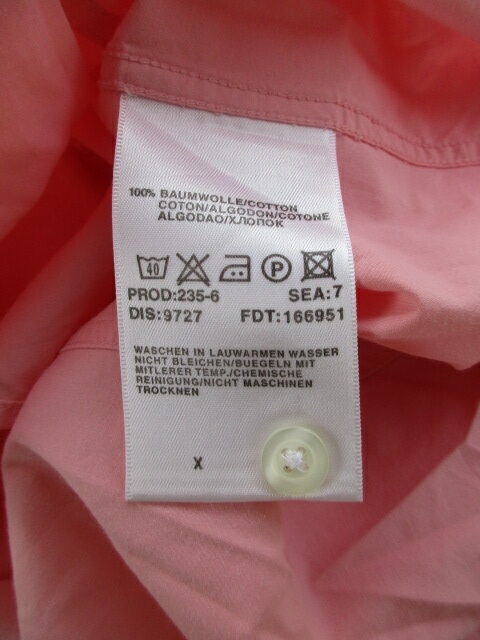 100% BAUMWOLLE/COTTON
COTON/ALGODON/COTONE
ALGODAO/ХЛОПОК
40 P
PROD:235-6 SEA:7
DIS:9727 FDT:166951
WASCHEN IN LAUWARMEN WASSER
NICHT BLEICHEN/BUEGELN MIT
MITLERER TEMP./CHEMISCHE
REINIGUNG/NICHT MASCHINEN
TROCKNEN
X